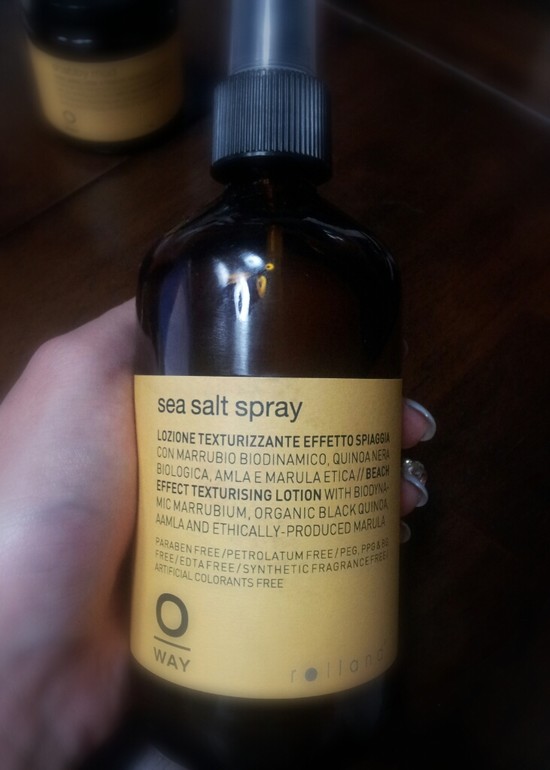 sea salt spray
LOZIONE TEXTURIZZANTE EFFETTO SPIAGGIA
CON MARRUBIO BIODINAMICO, QUINOA NERA
BIOLOGICA, AMLA E MARULA ETICA // BEACH
EFFECT TEXTURISING LOTION WITH BIODYNA-
MIC MARRUBIUM, ORGANIC BLACK QUINOA,
AAMLA AND ETHICALLY-PRODUCED MARULA
PARABEN FREE/PETROLATUM FREE/PEG, PPG &
FREE/EDTA FREE/SYNTHETIC FRAGRANCE FREE/
ARTIFICIAL COLORANTS FREE
O
WAY
rolland
O